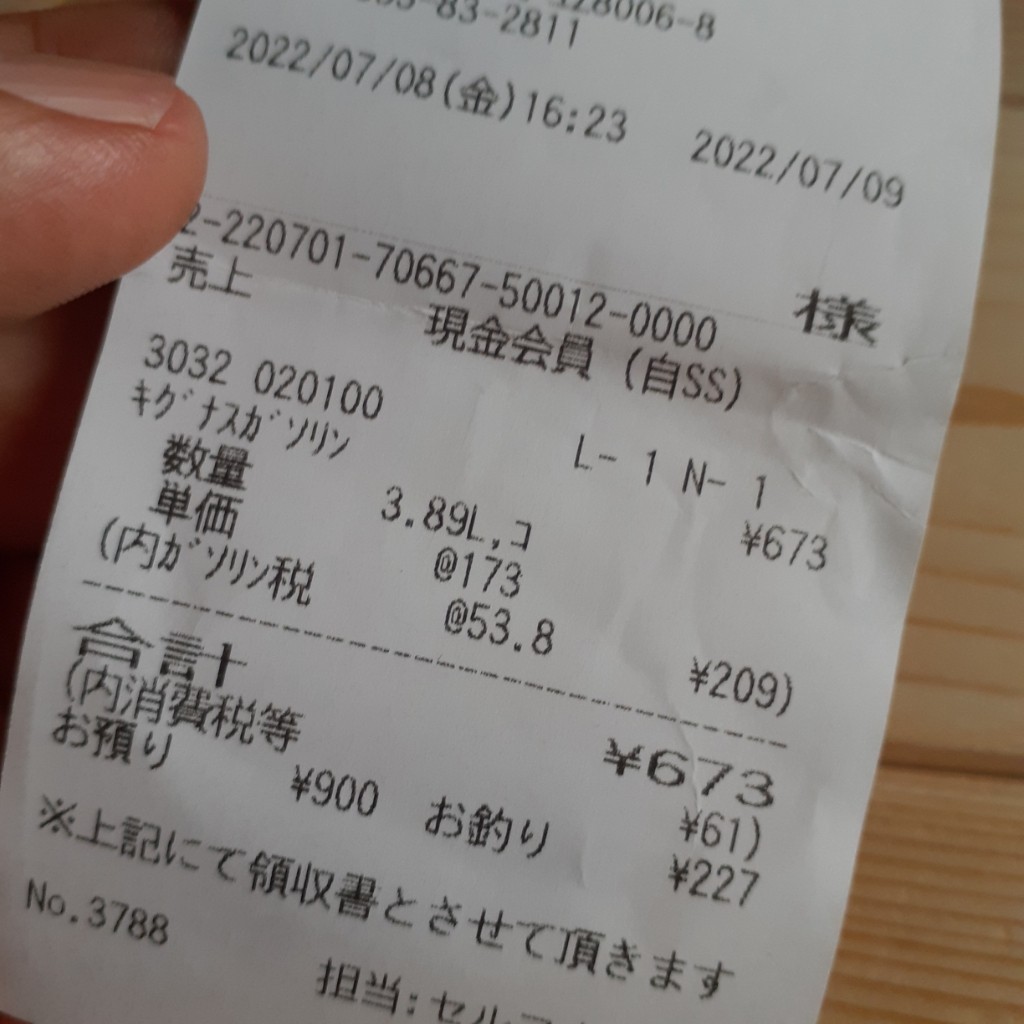 83-2811
2022/07/08(金)16:23 2022/07/09
2-220701-70667-50012-0000 様
売上 現金会員 (自SS)
3032 020100
ｷｸﾞﾅｽｶﾞｿﾘﾝ L- 1 N- 1
数量 3.89L,ｺ ¥673
単価 @173
(内ｶﾞｿﾘﾝ税 @53.8 ¥209)
合計 ¥673
(内消費税等 ¥61)
お預り ¥900 お釣り ¥227
※上記にて領収書とさせて頂きます
No.3788
担当:セル